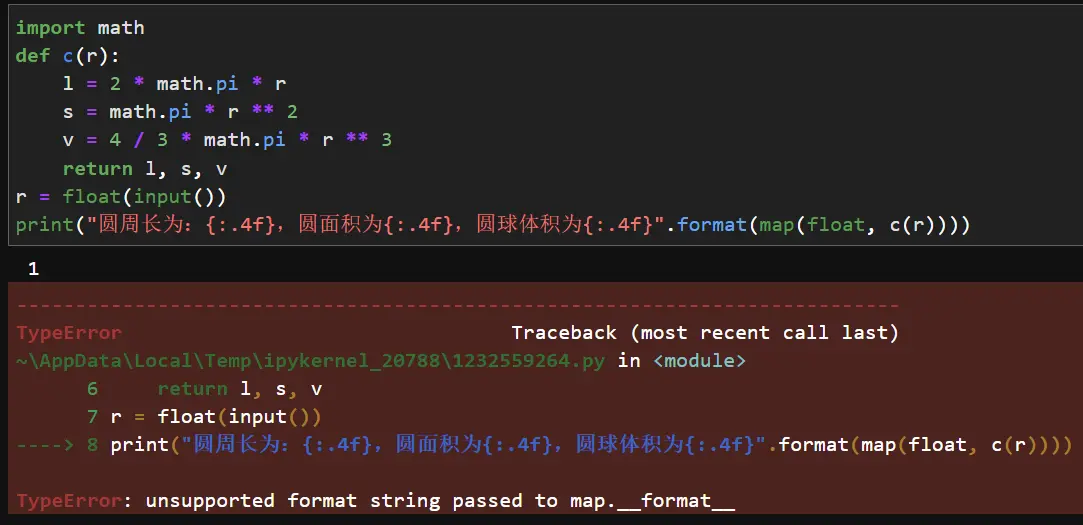 import math
def c(r):
    l = 2 * math.pi * r
    s = math.pi * r ** 2
    v = 4 / 3 * math.pi * r ** 3
    return l, s, v
r = float(input())
print("圆周长为：{:.4f}，圆面积为{:.4f}，圆球体积为{:.4f}".format(map(float, c(r))))
1
---------------------------------------------------------------------------
TypeError                                 Traceback (most recent call last)
~\AppData\Local\Temp\ipykernel_20788\1232559264.py in <module>
      6     return l, s, v
      7 r = float(input())
----> 8 print("圆周长为：{:.4f}，圆面积为{:.4f}，圆球体积为{:.4f}".format(map(float, c(r))))
TypeError: unsupported format string passed to map.__format__